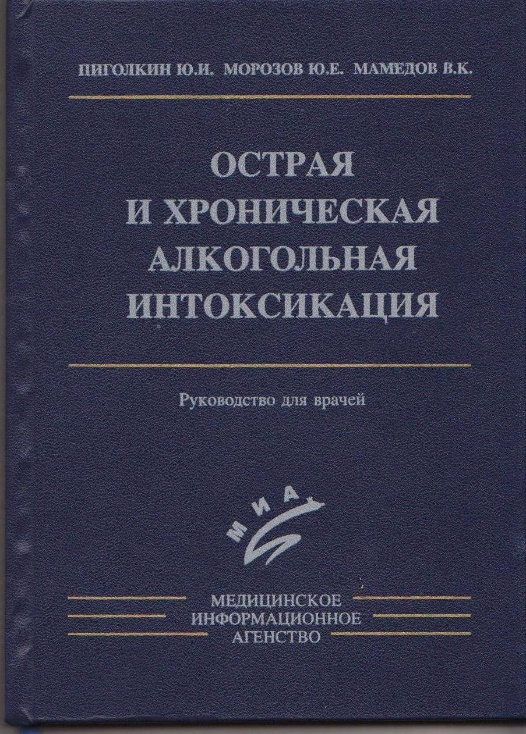 ПИГОЛКИН Ю.И. МОРОЗОВ Ю.Е. МАМЕДОВ В.К.
ОСТРАЯ
И ХРОНИЧЕСКАЯ
АЛКОГОЛЬНАЯ
ИНТОКСИКАЦИЯ
Руководство для врачей
МИА
МЕДИЦИНСКОЕ
ИНФОРМАЦИОННОЕ
АГЕНСТВО